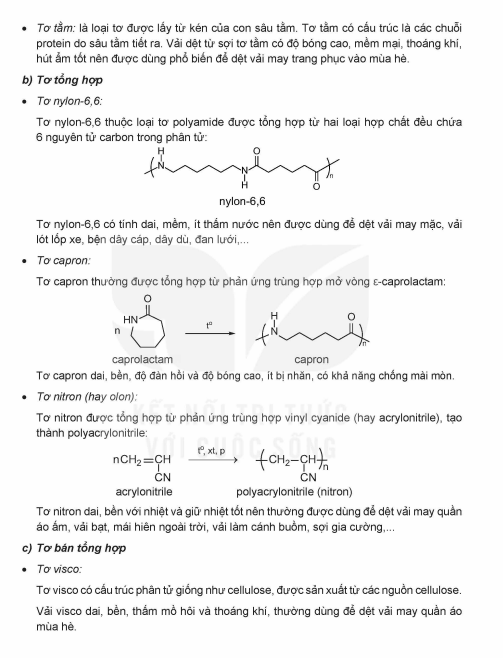 • Tơ tằm: là loại tơ được lấy từ kén của con sâu tằm. Tơ tằm có cấu trúc là các chuỗi
protein do sâu tằm tiết ra. Vải dệt từ sợi tơ tằm có độ bóng cao, mềm mại, thoáng khí,
hút ẩm tốt nên được dùng phổ biến để dệt vải may trang phục vào mùa hè.
b) Tơ tổng hợp
• Tơ nylon-6,6:
Tơ nylon-6,6 thuộc loại tơ polyamide được tổng hợp từ hai loại hợp chất đều chứa
6 nguyên tử carbon trong phân tử:
H O
N N n
H O
nylon-6,6
Tơ nylon-6,6 có tính dai, mềm, ít thấm nước nên được dùng để dệt vải may mặc, vải
lót lốp xe, bện dây cáp, dây dù, đan lưới,...
• Tơ capron:
Tơ capron thường được tổng hợp từ phản ứng trùng hợp mở vòng ε-caprolactam:
O H O
n HN tº N n
caprolactam capron
Tơ capron dai, bền, độ đàn hồi và độ bóng cao, ít bị nhăn, có khả năng chống mài mòn.
• Tơ nitron (hay olon):
KẾT NỐI TRI THỨC
Tơ nitron được tổng hợp từ phản ứng trùng hợp vinyl cyanide (hay acrylonitrile), tạo
thành polyacrylonitrile:
VỚI CUỘC SỐNG
nCH2=CH tº, xt, p (CH2–CH)n
CN CN
acrylonitrile polyacrylonitrile (nitron)
Tơ nitron dai, bền với nhiệt và giữ nhiệt tốt nên thường được dùng để dệt vải may quần
áo ấm, vải bạt, mái hiên ngoài trời, vải làm cánh buồm, sợi gia cường,...
c) Tơ bán tổng hợp
• Tơ visco:
Tơ visco có cấu trúc phân tử giống như cellulose, được sản xuất từ các nguồn cellulose.
Vải visco dai, bền, thấm mồ hôi và thoáng khí, thường dùng để dệt vải may quần áo
mùa hè.